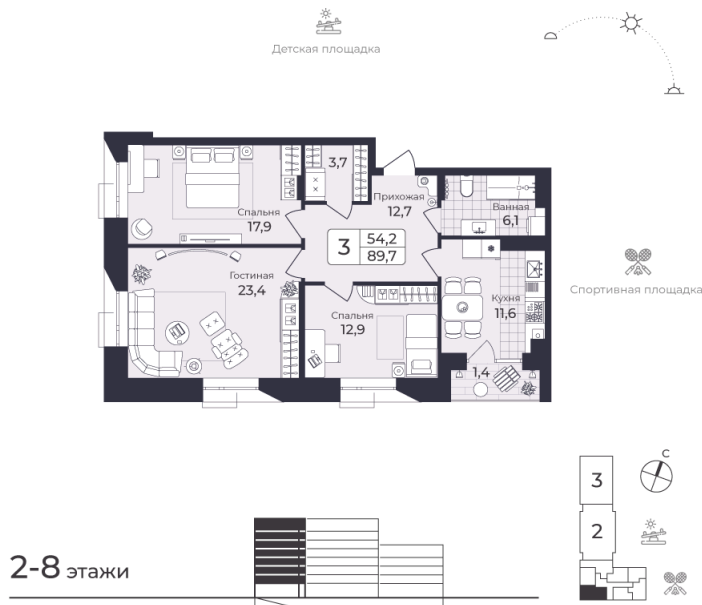 Детская площадка
3,7
Прихожая
12,7
Спальня
17,9
Ванная
6,1
3
54,2
89,7
Гостиная
23,4
Спальня
12,9
Кухня
11,6
1,4
Спортивная площадка
С
3
2
2-8 этажи